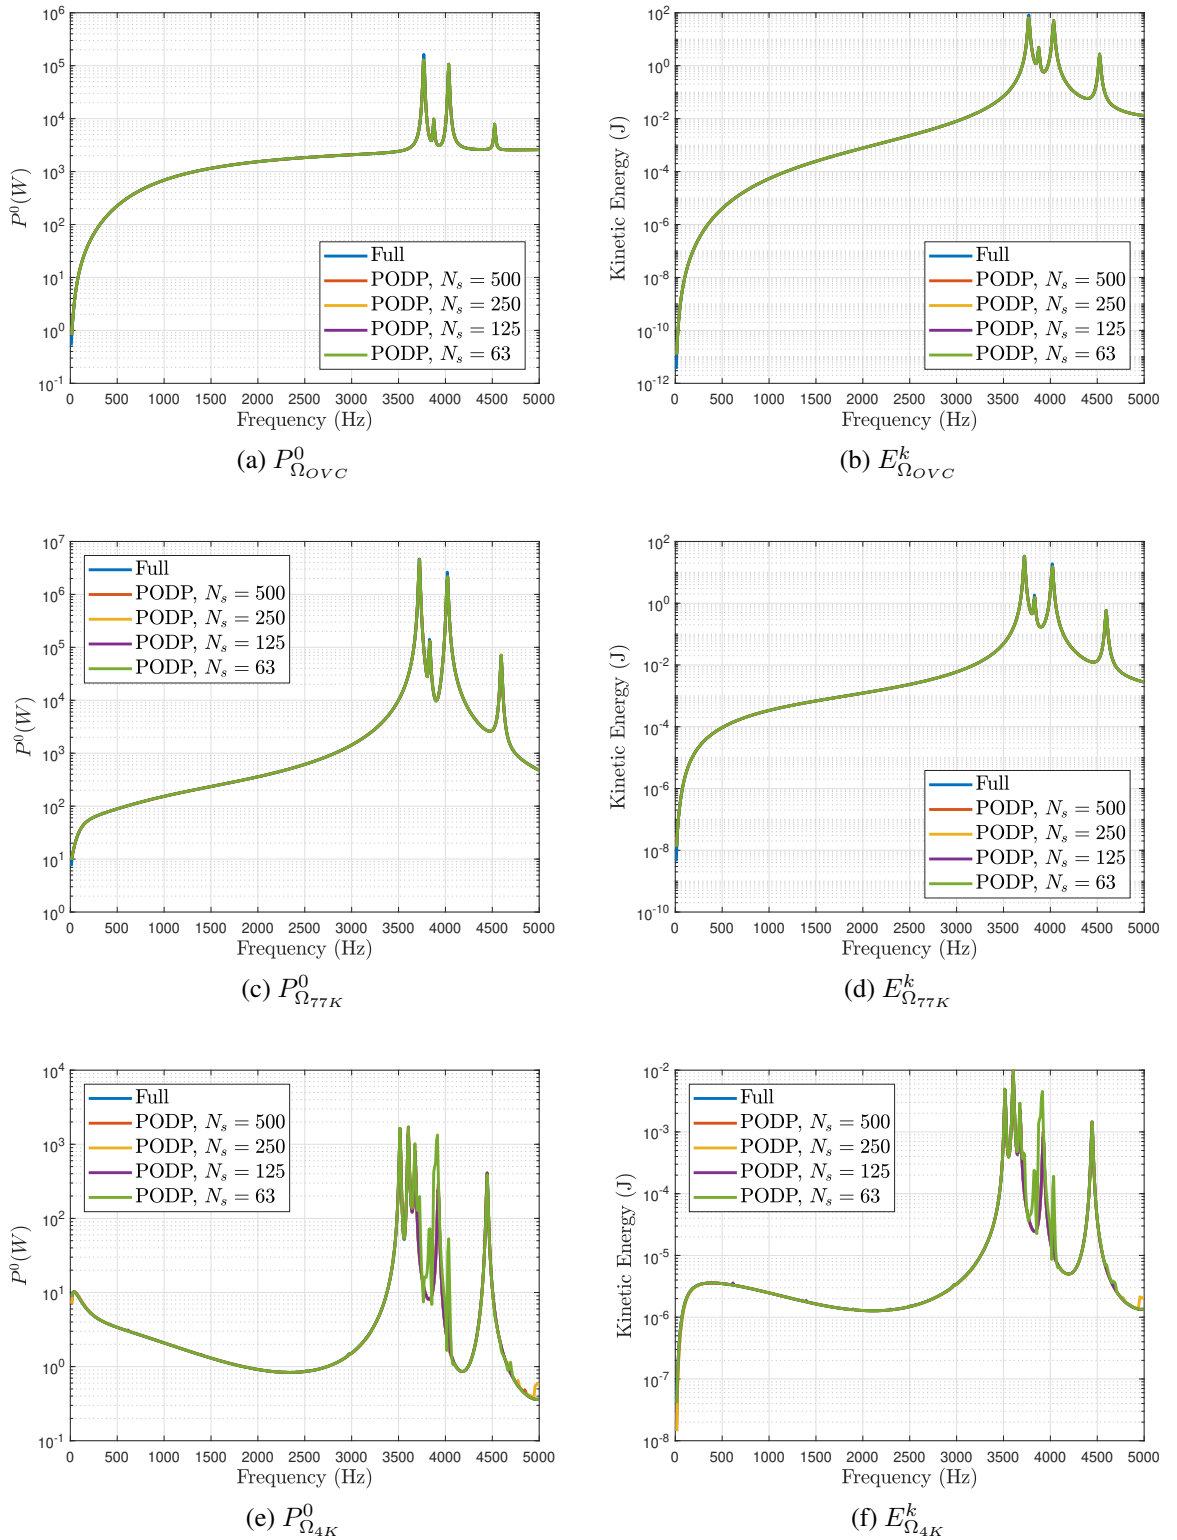 10^6
10^5
10^4
10^3
10^2
10^1
10^0
10^-1
P^0(W)
0 500 1000 1500 2000 2500 3000 3500 4000 4500 5000
Frequency (Hz)
Full
PODP, N_s = 500
PODP, N_s = 250
PODP, N_s = 125
PODP, N_s = 63
(a) P^0_{Ω_{OVC}}
10^2
10^0
10^-2
10^-4
10^-6
10^-8
10^-10
10^-12
Kinetic Energy (J)
0 500 1000 1500 2000 2500 3000 3500 4000 4500 5000
Frequency (Hz)
Full
PODP, N_s = 500
PODP, N_s = 250
PODP, N_s = 125
PODP, N_s = 63
(b) E^k_{Ω_{OVC}}
10^7
10^6
10^5
10^4
10^3
10^2
10^1
10^0
P^0(W)
0 500 1000 1500 2000 2500 3000 3500 4000 4500 5000
Frequency (Hz)
Full
PODP, N_s = 500
PODP, N_s = 250
PODP, N_s = 125
PODP, N_s = 63
(c) P^0_{Ω_{77K}}
10^2
10^0
10^-2
10^-4
10^-6
10^-8
10^-10
Kinetic Energy (J)
0 500 1000 1500 2000 2500 3000 3500 4000 4500 5000
Frequency (Hz)
Full
PODP, N_s = 500
PODP, N_s = 250
PODP, N_s = 125
PODP, N_s = 63
(d) E^k_{Ω_{77K}}
10^4
10^3
10^2
10^1
10^0
10^-1
P^0(W)
0 500 1000 1500 2000 2500 3000 3500 4000 4500 5000
Frequency (Hz)
Full
PODP, N_s = 500
PODP, N_s = 250
PODP, N_s = 125
PODP, N_s = 63
(e) P^0_{Ω_{4K}}
10^-2
10^-3
10^-4
10^-5
10^-6
10^-7
10^-8
Kinetic Energy (J)
0 500 1000 1500 2000 2500 3000 3500 4000 4500 5000
Frequency (Hz)
Full
PODP, N_s = 500
PODP, N_s = 250
PODP, N_s = 125
PODP, N_s = 63
(f) E^k_{Ω_{4K}}